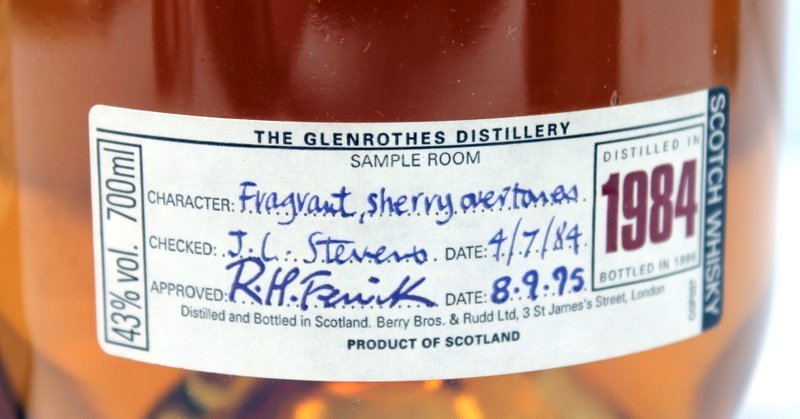 THE GLENROTHES DISTILLERY
SAMPLE ROOM
CHARACTER: Fragrant, sherry overtones.
CHECKED: J. L. Stevens DATE: 4/7/84
APPROVED: R.H. Fenwick DATE: 8.9.95
Distilled and Bottled in Scotland. Berry Bros. & Rudd Ltd, 3 St James's Street, London
PRODUCT OF SCOTLAND
43% vol. 700ml
DISTILLED IN
1984
BOTTLED IN 1996
SCOTCH WHISKY